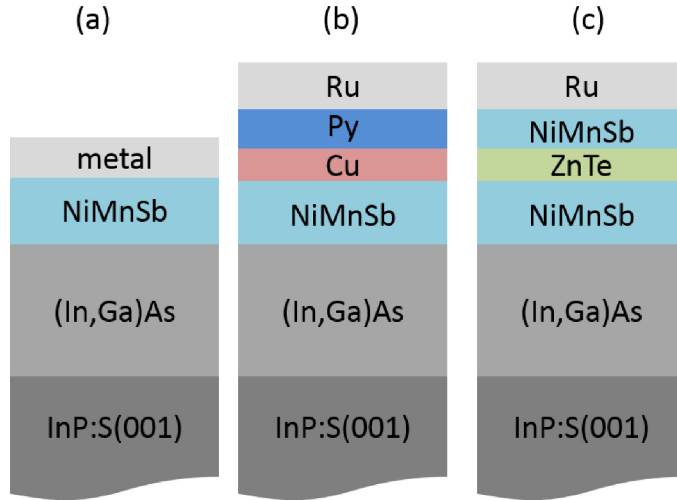 (a)
metal
NiMnSb
(In,Ga)As
InP:S(001)
(b)
Ru
Py
Cu
NiMnSb
(In,Ga)As
InP:S(001)
(c)
Ru
NiMnSb
ZnTe
NiMnSb
(In,Ga)As
InP:S(001)